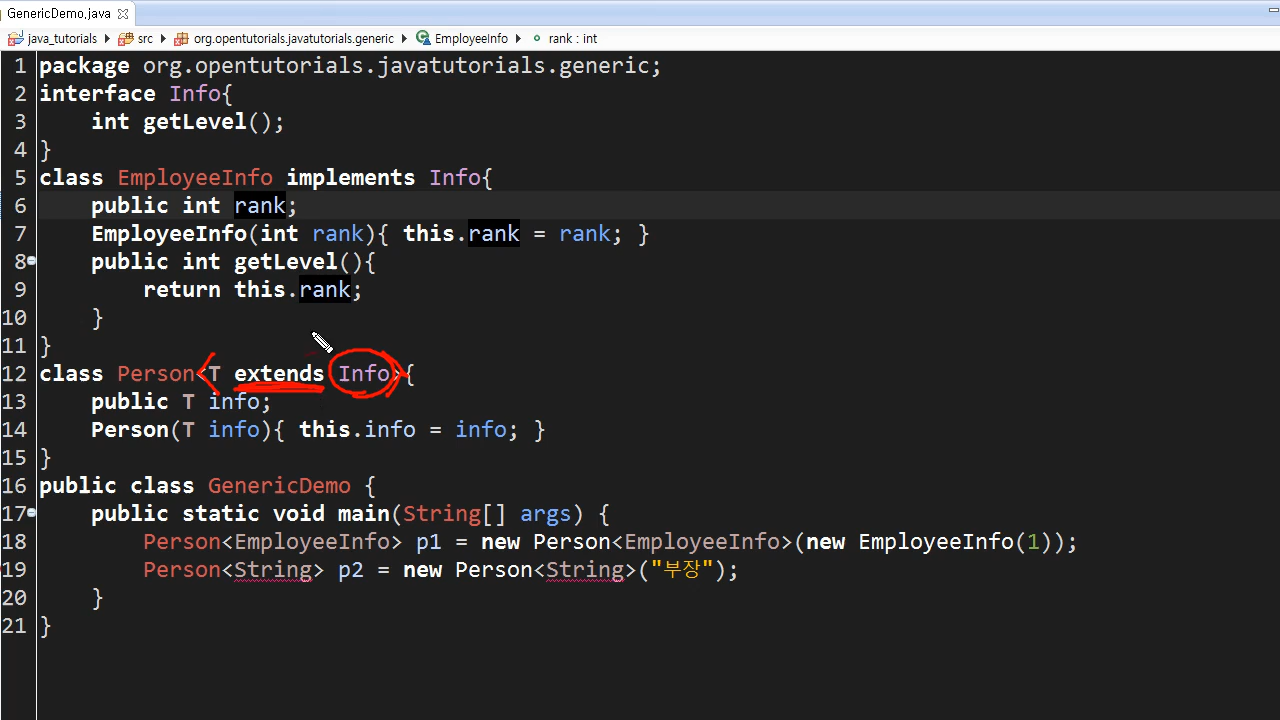 GenericDemo.java
java_tutorials src org.opentutorials.javatutorials.generic EmployeeInfo rank : int
1 package org.opentutorials.javatutorials.generic;
2 interface Info{
3     int getLevel();
4 }
5 class EmployeeInfo implements Info{
6     public int rank;
7     EmployeeInfo(int rank){ this.rank = rank; }
8     public int getLevel(){
9         return this.rank;
10     }
11 }
12 class Person<T extends Info>{
13     public T info;
14     Person(T info){ this.info = info; }
15 }
16 public class GenericDemo {
17     public static void main(String[] args) {
18         Person<EmployeeInfo> p1 = new Person<EmployeeInfo>(new EmployeeInfo(1));
19         Person<String> p2 = new Person<String>("부장");
20     }
21 }